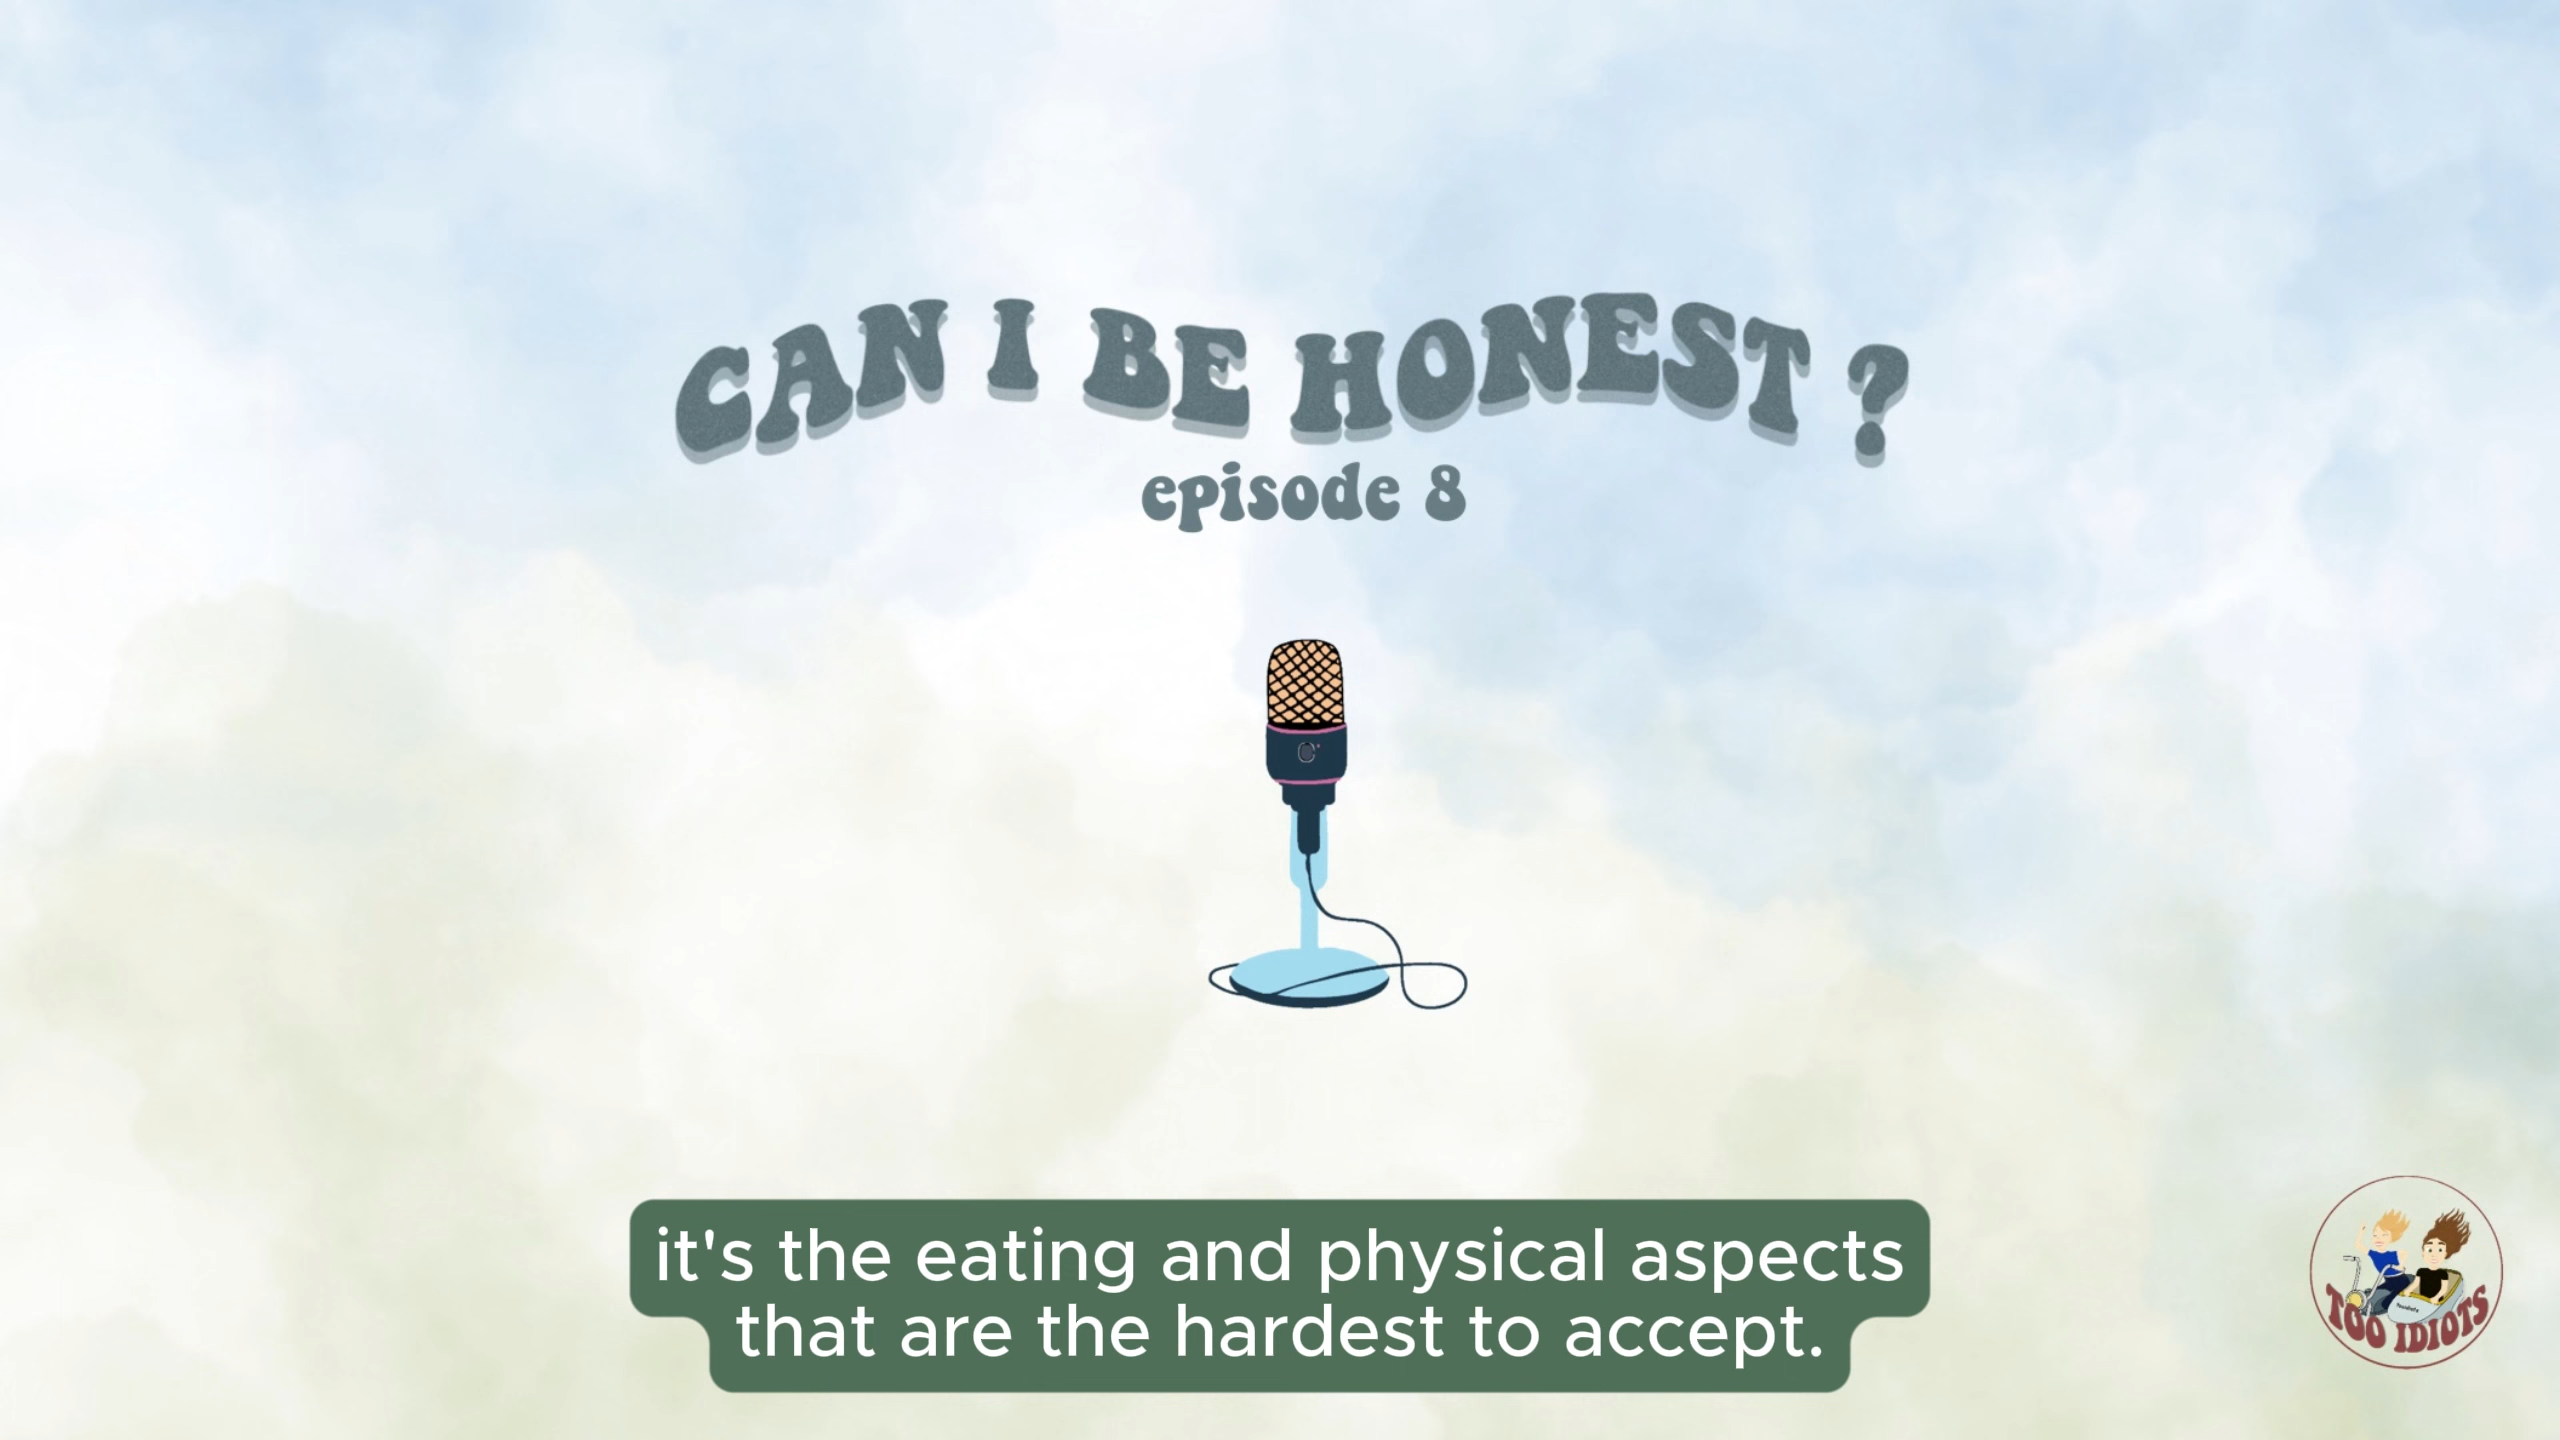 CAN I BE HONEST ?
episode 8
it's the eating and physical aspects
that are the hardest to accept.
TOO IDIOTS